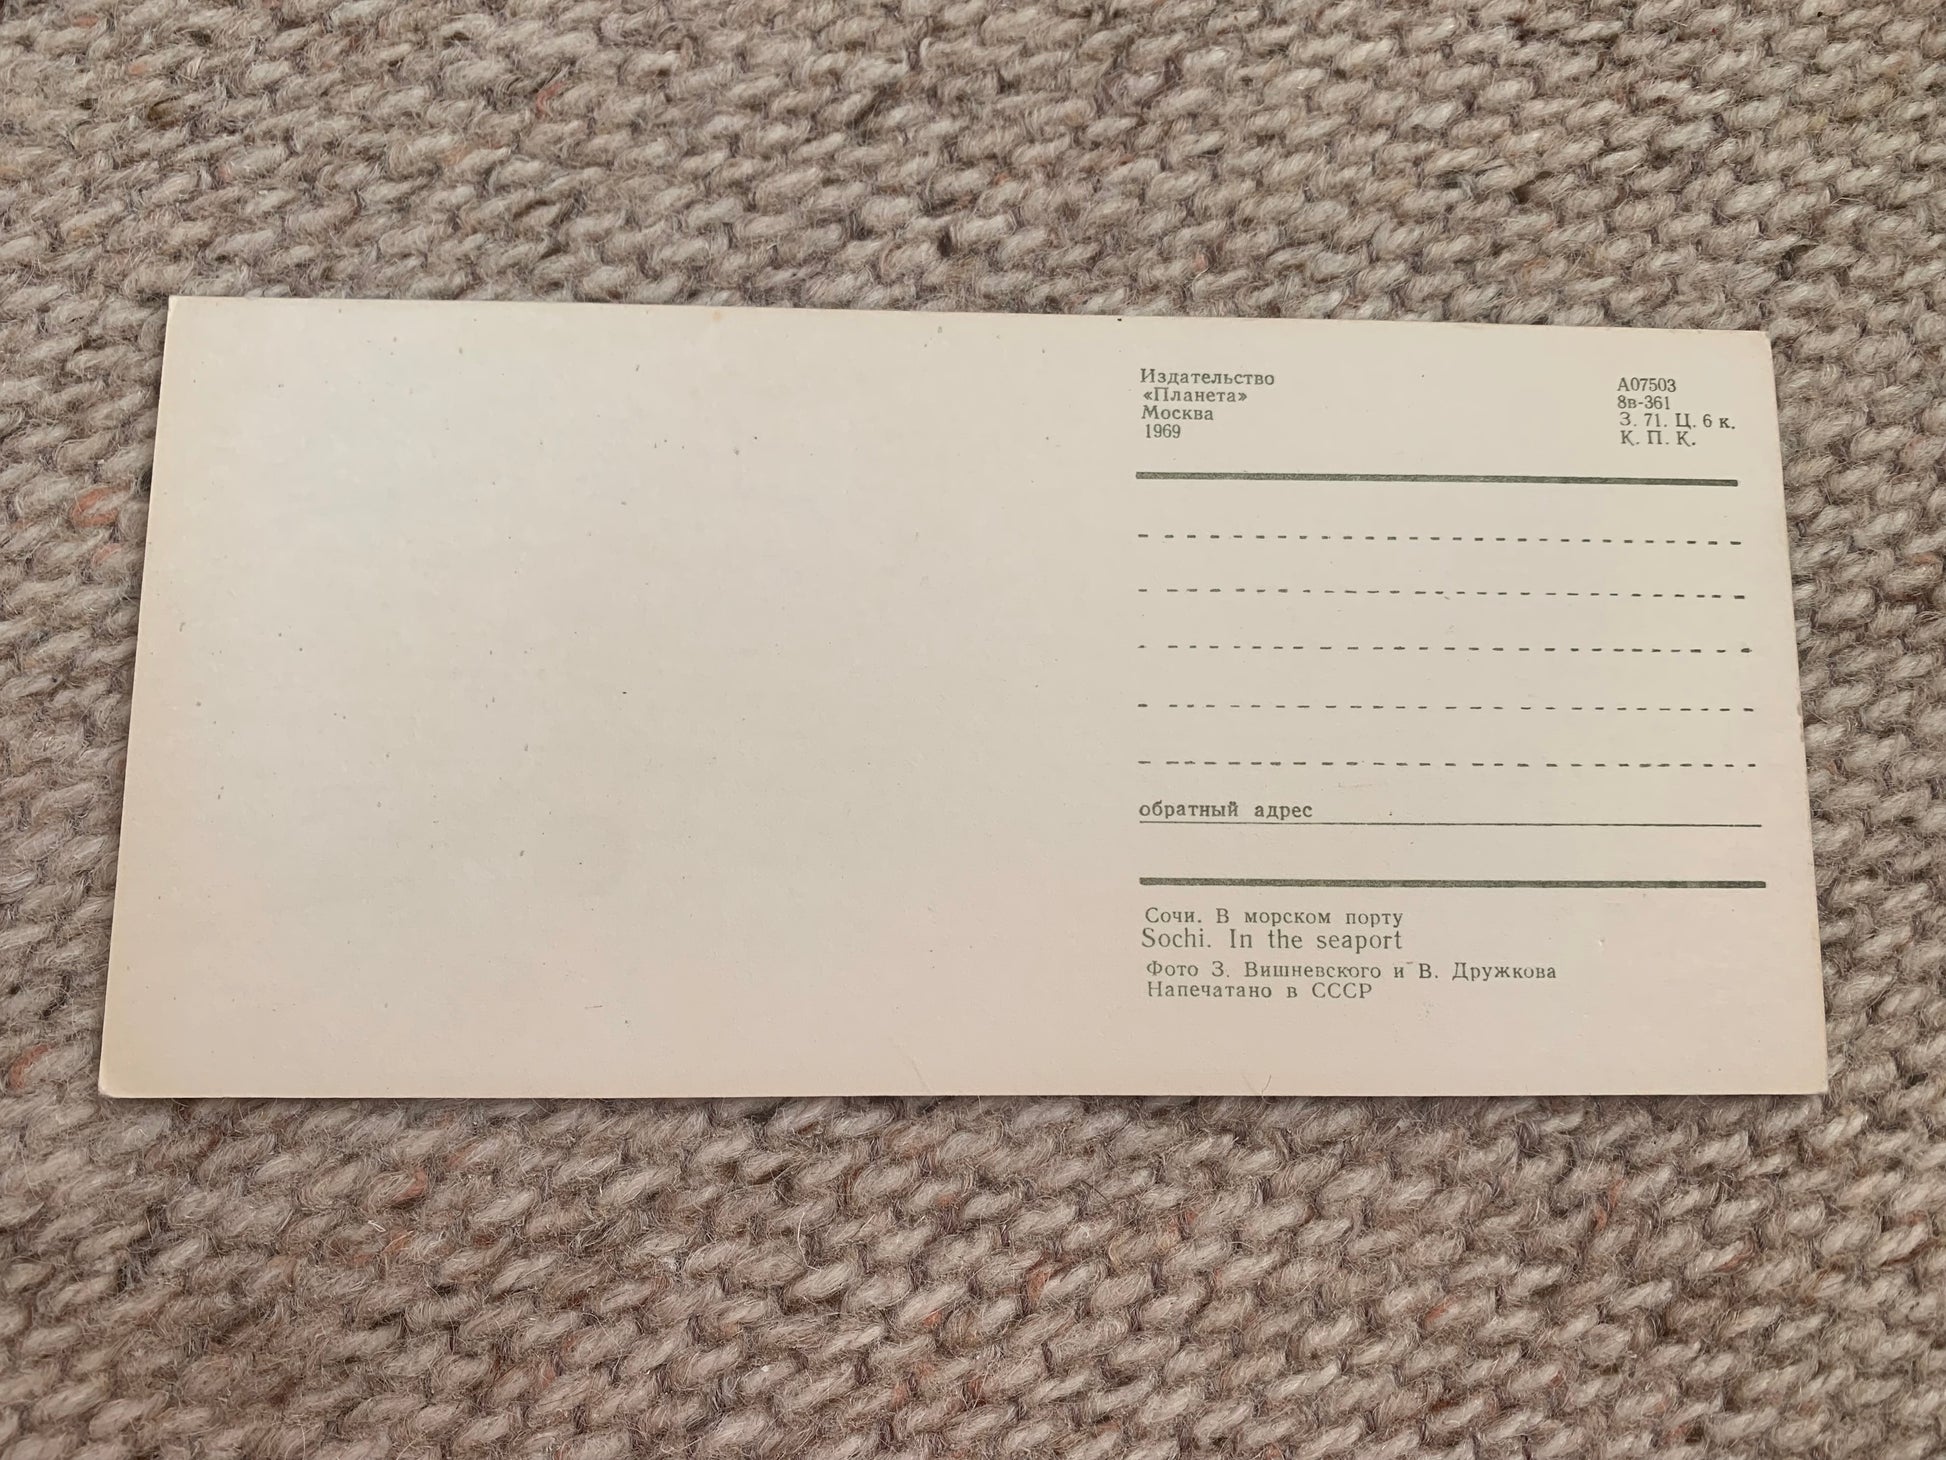 Издательство
«Планета»
Москва
1969
А07503
8в-361
З. 71. Ц. 6 к.
К. П. К.
обратный адрес
Сочи. В морском порту
Sochi. In the seaport
Фото З. Вишневского и В. Дружкова
Напечатано в СССР